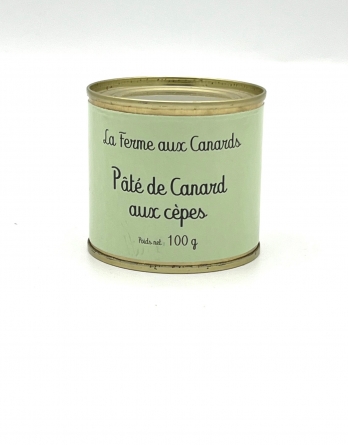 La Ferme aux Canards
Pâté de Canard
aux cèpes
Poids net : 100 g